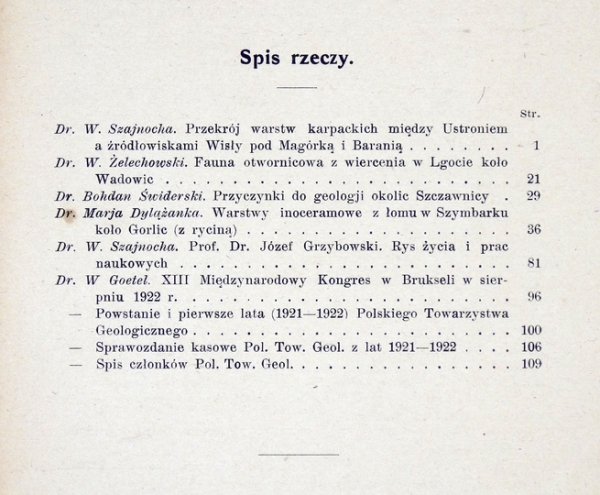 Spis rzeczy.
Str.
Dr. W. Szajnocha. Przekrój warstw karpackich między Ustroniem
a źródłowiskami Wisły pod Magórką i Baranią . . . . . . . . 1
Dr. W. Żelechowski. Fauna otwornicowa z wiercenia w Lgocie koło
Wadowic . . . . . . . . . . . . . . . . . . . . . . 21
Dr. Bohdan Świderski. Przyczynki do geologji okolic Szczawnicy . 29
Dr. Marja Dylążanka. Warstwy inoceramowe z łomu w Szymbarku
koło Gorlic (z ryciną) . . . . . . . . . . . . . . . . . 36
Dr. W. Szajnocha. Prof. Dr. Józef Grzybowski. Rys życia i prac
naukowych . . . . . . . . . . . . . . . . . . . . . 81
Dr. W Goetel. XIII Międzynarodowy Kongres w Brukseli w sier-
pniu 1922 r. . . . . . . . . . . . . . . . . . . . . 96
— Powstanie i pierwsze lata (1921—1922) Polskiego Towarzystwa
Geologicznego . . . . . . . . . . . . . . . . . . . 100
— Sprawozdanie kasowe Pol. Tow. Geol. z lat 1921—1922 . . . . 106
— Spis członków Pol. Tow. Geol. . . . . . . . . . . . . . 109